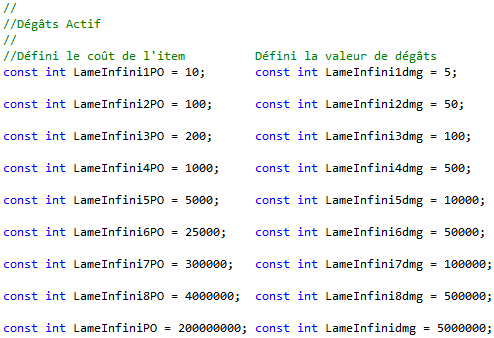 //
//Dégâts Actif
//
//Défini le coût de l'item Défini la valeur de dégâts
const int LameInfini1PO = 10; const int LameInfini1dmg = 5;
const int LameInfini2PO = 100; const int LameInfini2dmg = 50;
const int LameInfini3PO = 200; const int LameInfini3dmg = 100;
const int LameInfini4PO = 1000; const int LameInfini4dmg = 500;
const int LameInfini5PO = 5000; const int LameInfini5dmg = 10000;
const int LameInfini6PO = 25000; const int LameInfini6dmg = 50000;
const int LameInfini7PO = 300000; const int LameInfini7dmg = 100000;
const int LameInfini8PO = 4000000; const int LameInfini8dmg = 500000;
const int LameInfiniPO = 200000000; const int LameInfinidmg = 5000000;